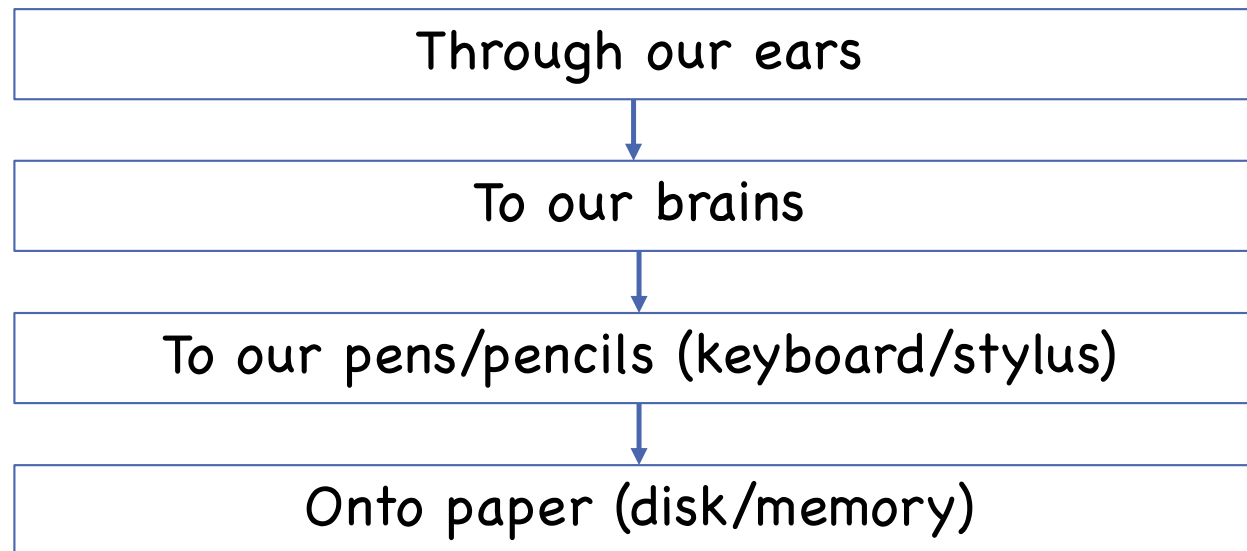 Through our ears
To our brains
To our pens/pencils (keyboard/stylus)
Onto paper (disk/memory)